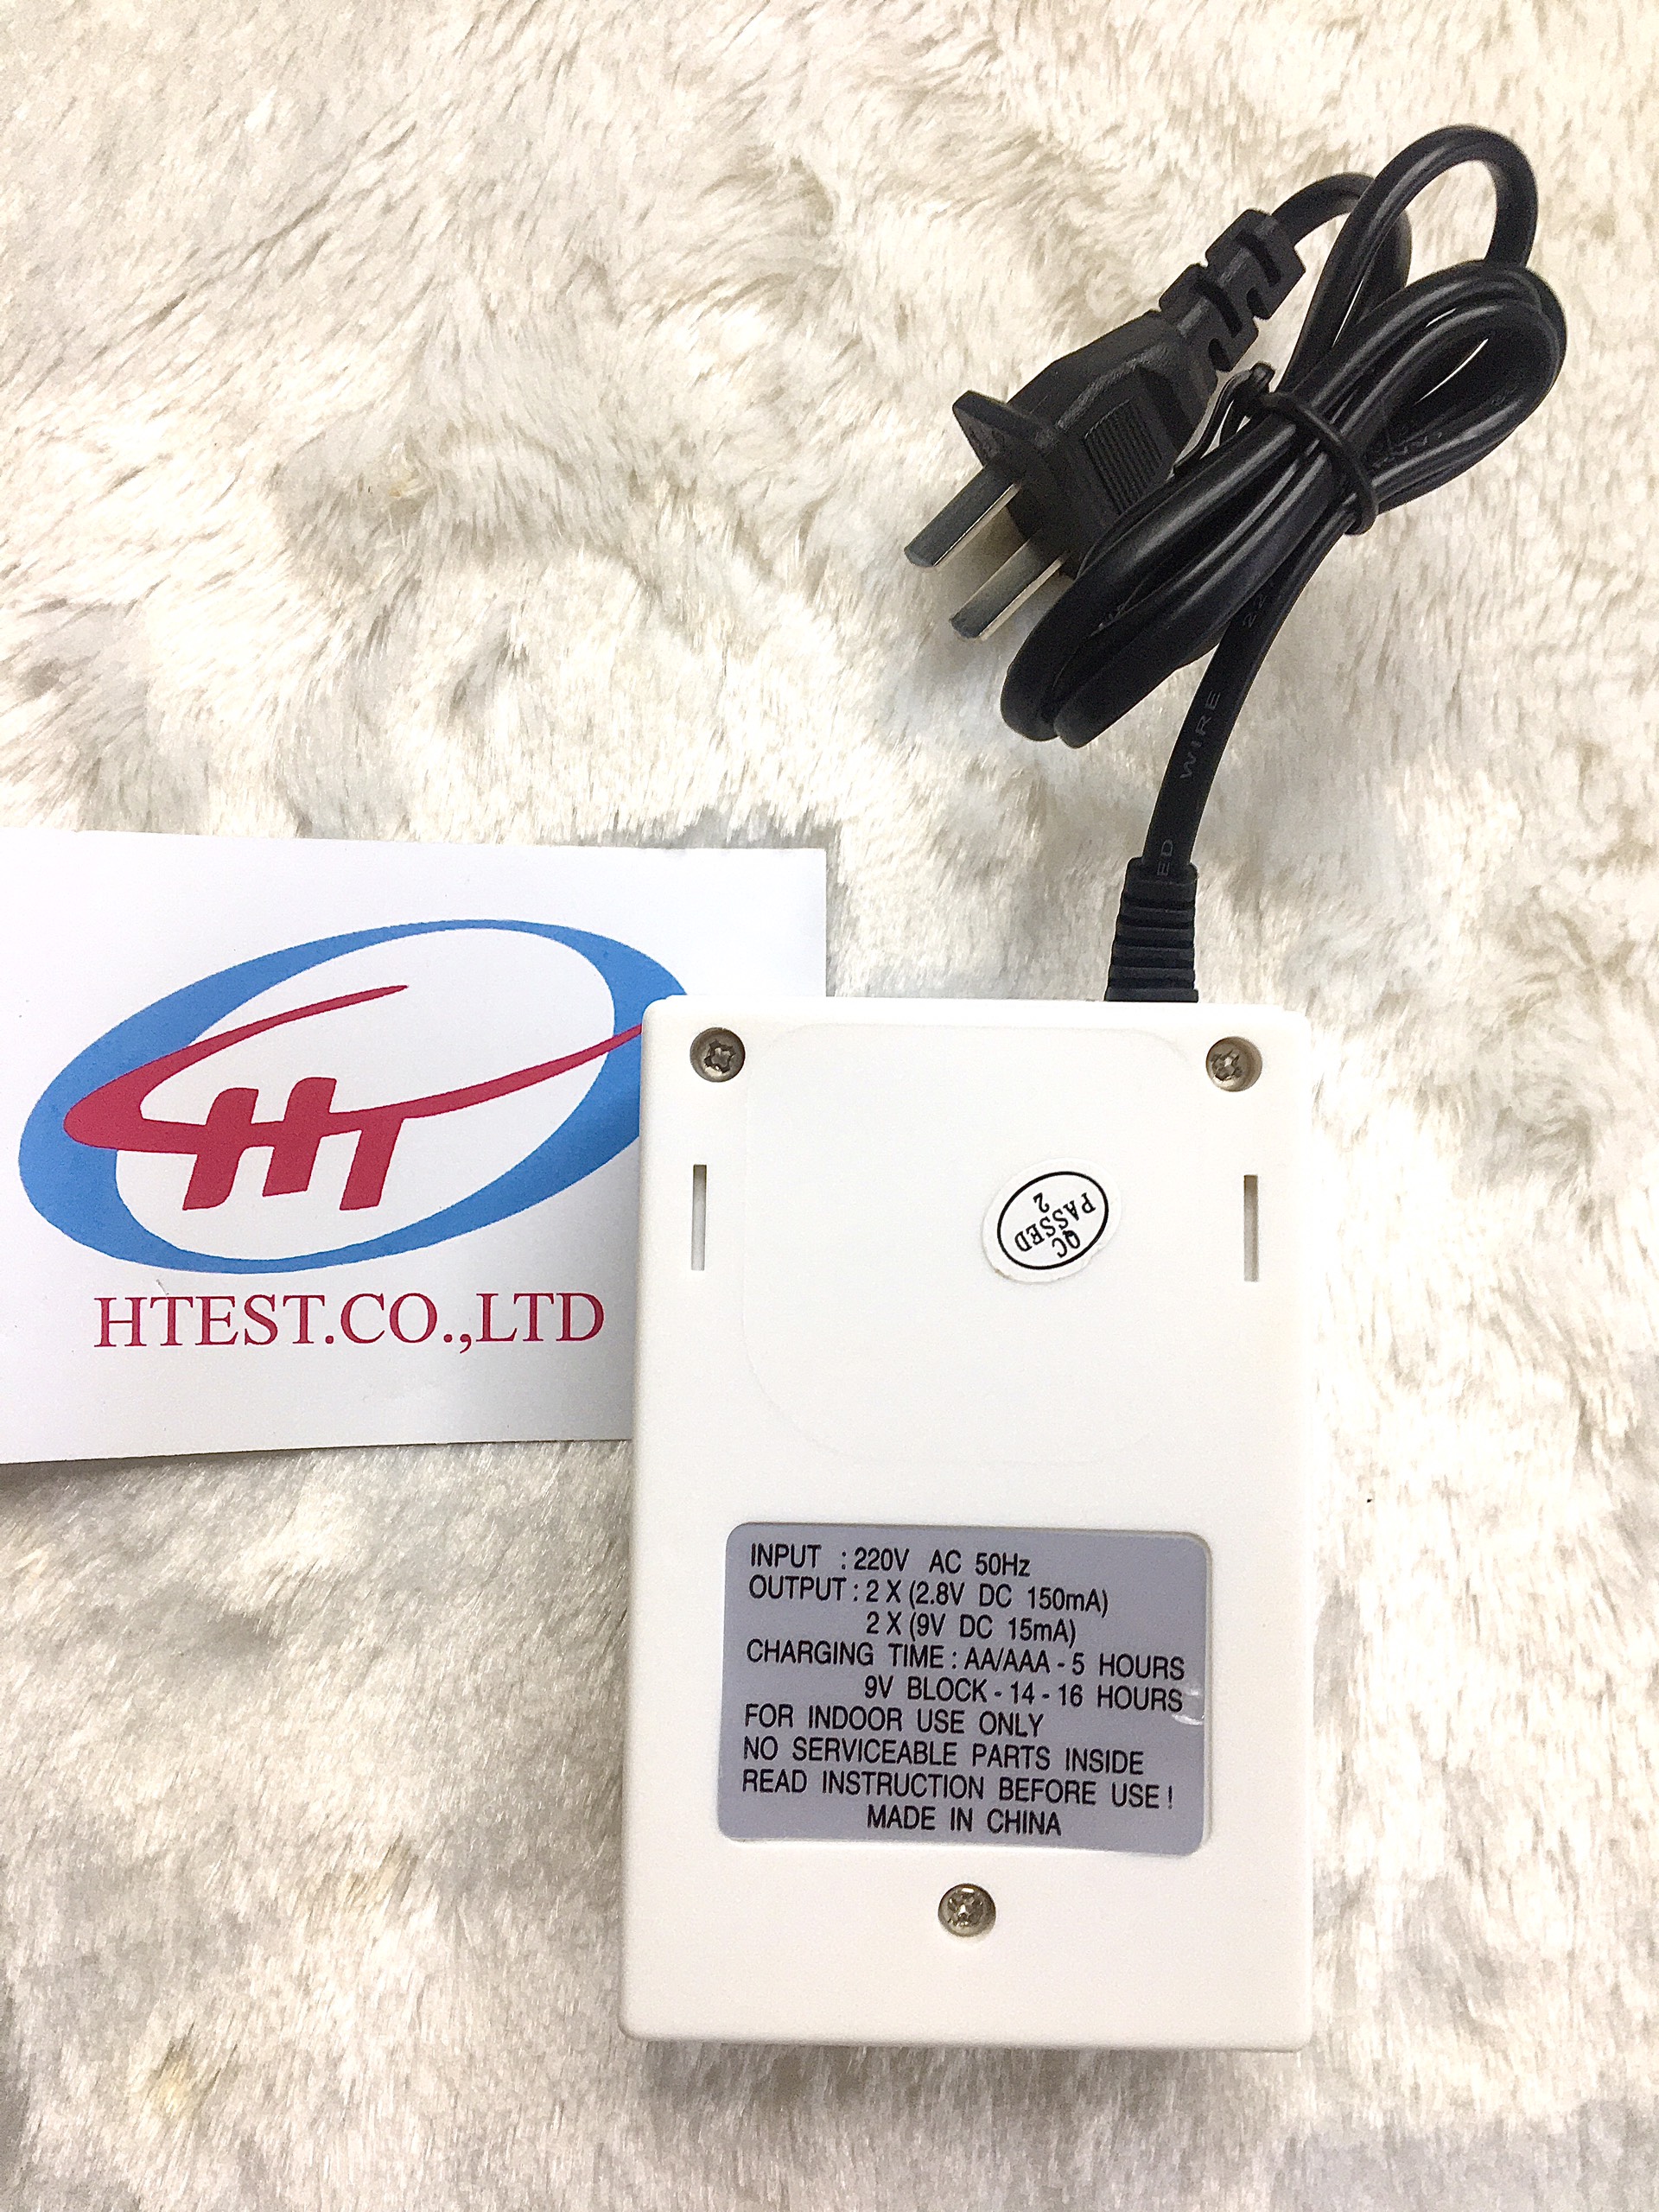 WIRE
HT
HTEST.CO.,LTD
QC
PASSED
2
INPUT : 220V AC 50Hz
OUTPUT : 2 X (2.8V DC 150mA)
2 X (9V DC 15mA)
CHARGING TIME : AA/AAA - 5 HOURS
9V BLOCK - 14 - 16 HOURS
FOR INDOOR USE ONLY
NO SERVICEABLE PARTS INSIDE
READ INSTRUCTION BEFORE USE !
MADE IN CHINA